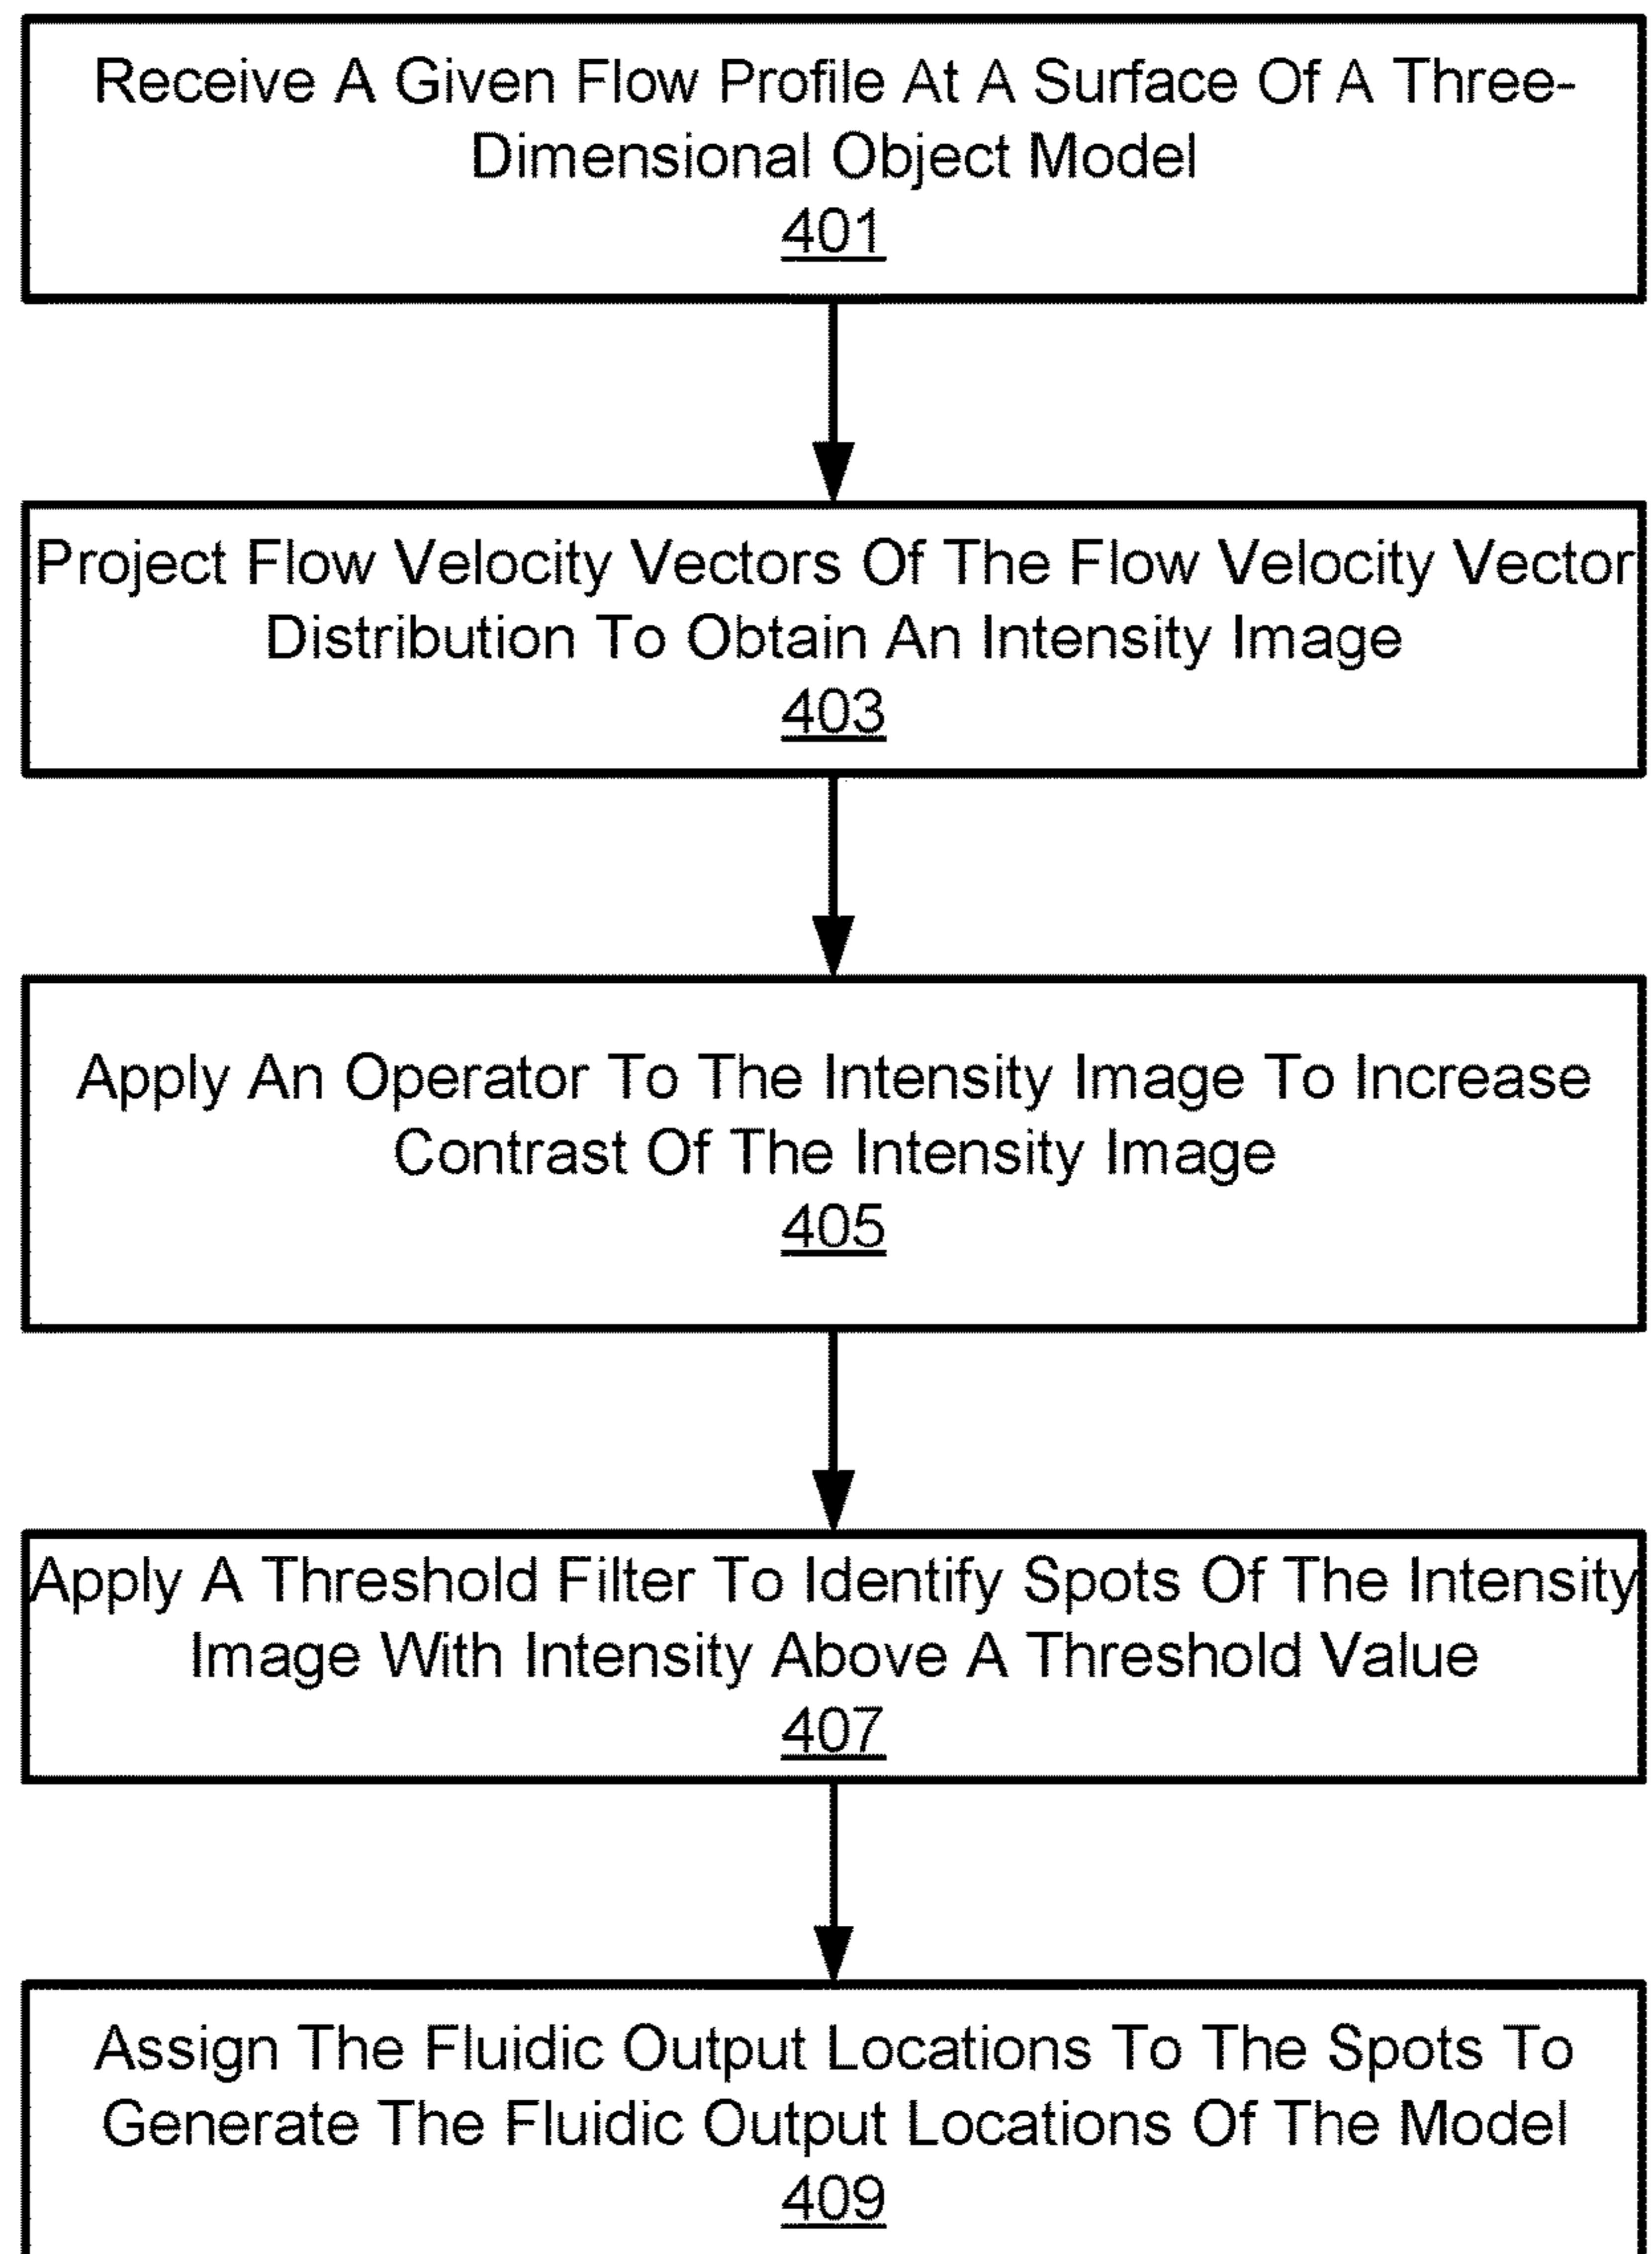 Receive A Given Flow Profile At A Surface Of A Three-
Dimensional Object Model
401
Project Flow Velocity Vectors Of The Flow Velocity Vector
Distribution To Obtain An Intensity Image
403
Apply An Operator To The Intensity Image To Increase
Contrast Of The Intensity Image
405
Apply A Threshold Filter To Identify Spots Of The Intensity
Image With Intensity Above A Threshold Value
407
Assign The Fluidic Output Locations To The Spots To
Generate The Fluidic Output Locations Of The Model
409